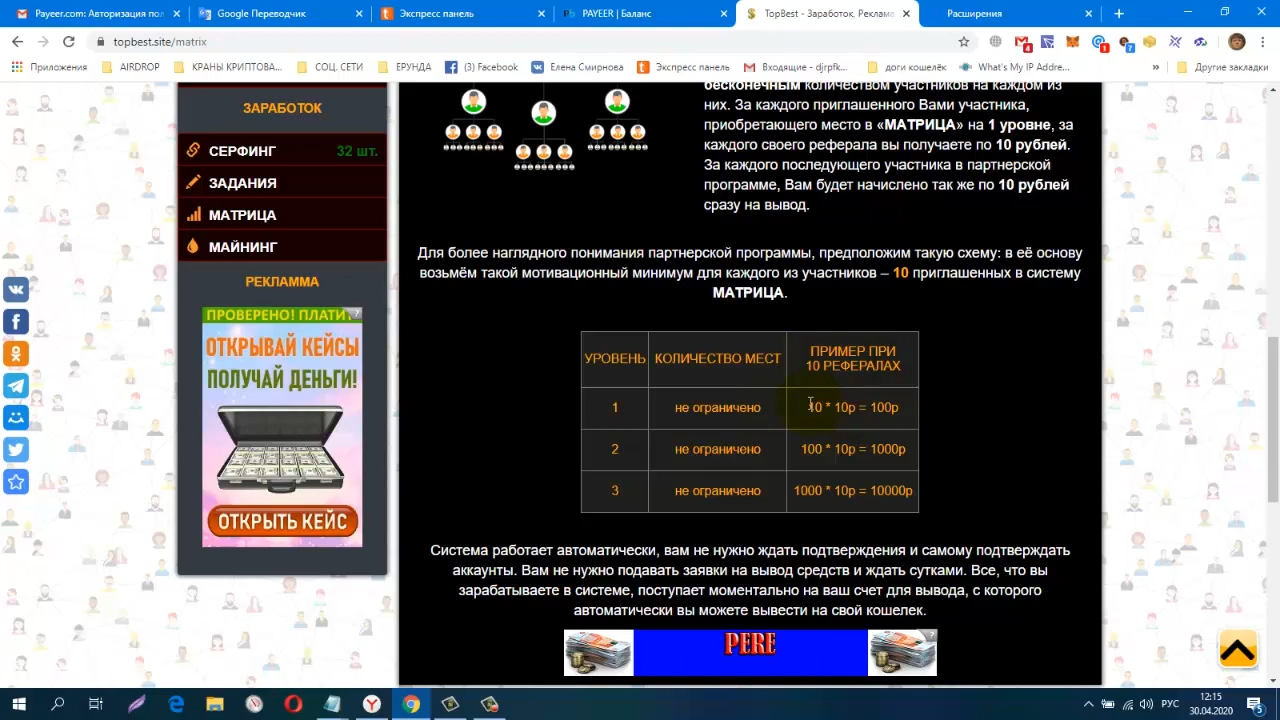 Payeer.com: Авторизация пол
Google Переводчик
Экспресс панель
PAYEER | Баланс
TopBest - Заработок, Реклама
Расширения
topbest.site/matrix
Приложения
AIRDROP
КРАНЫ КРИПТОВА...
СОЦ. СЕТИ
ЕРУНДА
(3) Facebook
Елена Смирнова
Экспресс панель
Входящие - djrpfk...
доги кошелёк
What's My IP Addre...
»
Другие закладки
ЗАРАБОТОК
СЕРФИНГ 32 шт.
ЗАДАНИЯ
МАТРИЦА
МАЙНИНГ
РЕКЛАММА
ПРОВЕРЕНО! ПЛАТИТ
ОТКРЫВАЙ КЕЙСЫ
ПОЛУЧАЙ ДЕНЬГИ!
ОТКРЫТЬ КЕЙС
бесконечным количеством участников на каждом из
них. За каждого приглашенного Вами участника,
приобретающего место в «МАТРИЦА» на 1 уровне, за
каждого своего реферала вы получаете по 10 рублей.
За каждого последующего участника в партнерской
программе, Вам будет начислено так же по 10 рублей
сразу на вывод.
Для более наглядного понимания партнерской программы, предположим такую схему: в её основу
возьмём такой мотивационный минимум для каждого из участников – 10 приглашенных в систему
МАТРИЦА.
УРОВЕНЬ КОЛИЧЕСТВО МЕСТ ПРИМЕР ПРИ
10 РЕФЕРАЛАХ
1 не ограничено 10 * 10р = 100р
2 не ограничено 100 * 10р = 1000р
3 не ограничено 1000 * 10р = 10000р
Система работает автоматически, вам не нужно ждать подтверждения и самому подтверждать
аккаунты. Вам не нужно подавать заявки на вывод средств и ждать сутками. Все, что вы
зарабатываете в системе, поступает моментально на ваш счет для вывода, с которого
автоматически вы можете вывести на свой кошелек.
PERE
РУС
12:15
30.04.2020